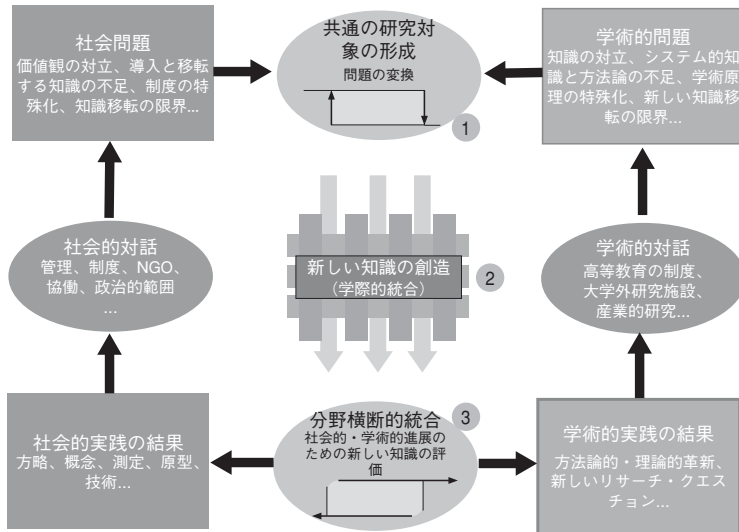 社会問題
価値観の対立、導入と移転
する知識の不足、制度の特
殊化、知識移転の限界...
共通の研究対
象の形成
問題の変換
1
学術的問題
知識の対立、システム的知
識と方法論の不足、学術原
理の特殊化、新しい知識移
転の限界...
社会的対話
管理、制度、NGO、
協働、政治的範囲
...
新しい知識の創造
（学際的統合）
2
学術的対話
高等教育の制度、
大学外研究施設、
産業的研究...
社会的実践の結果
方略、概念、測定、原型、
技術...
分野横断的統合
社会的・学術的進展の
ための新しい知識の評
価
3
学術的実践の結果
方法論的・理論的革新、
新しいリサーチ・クエス
チョン...